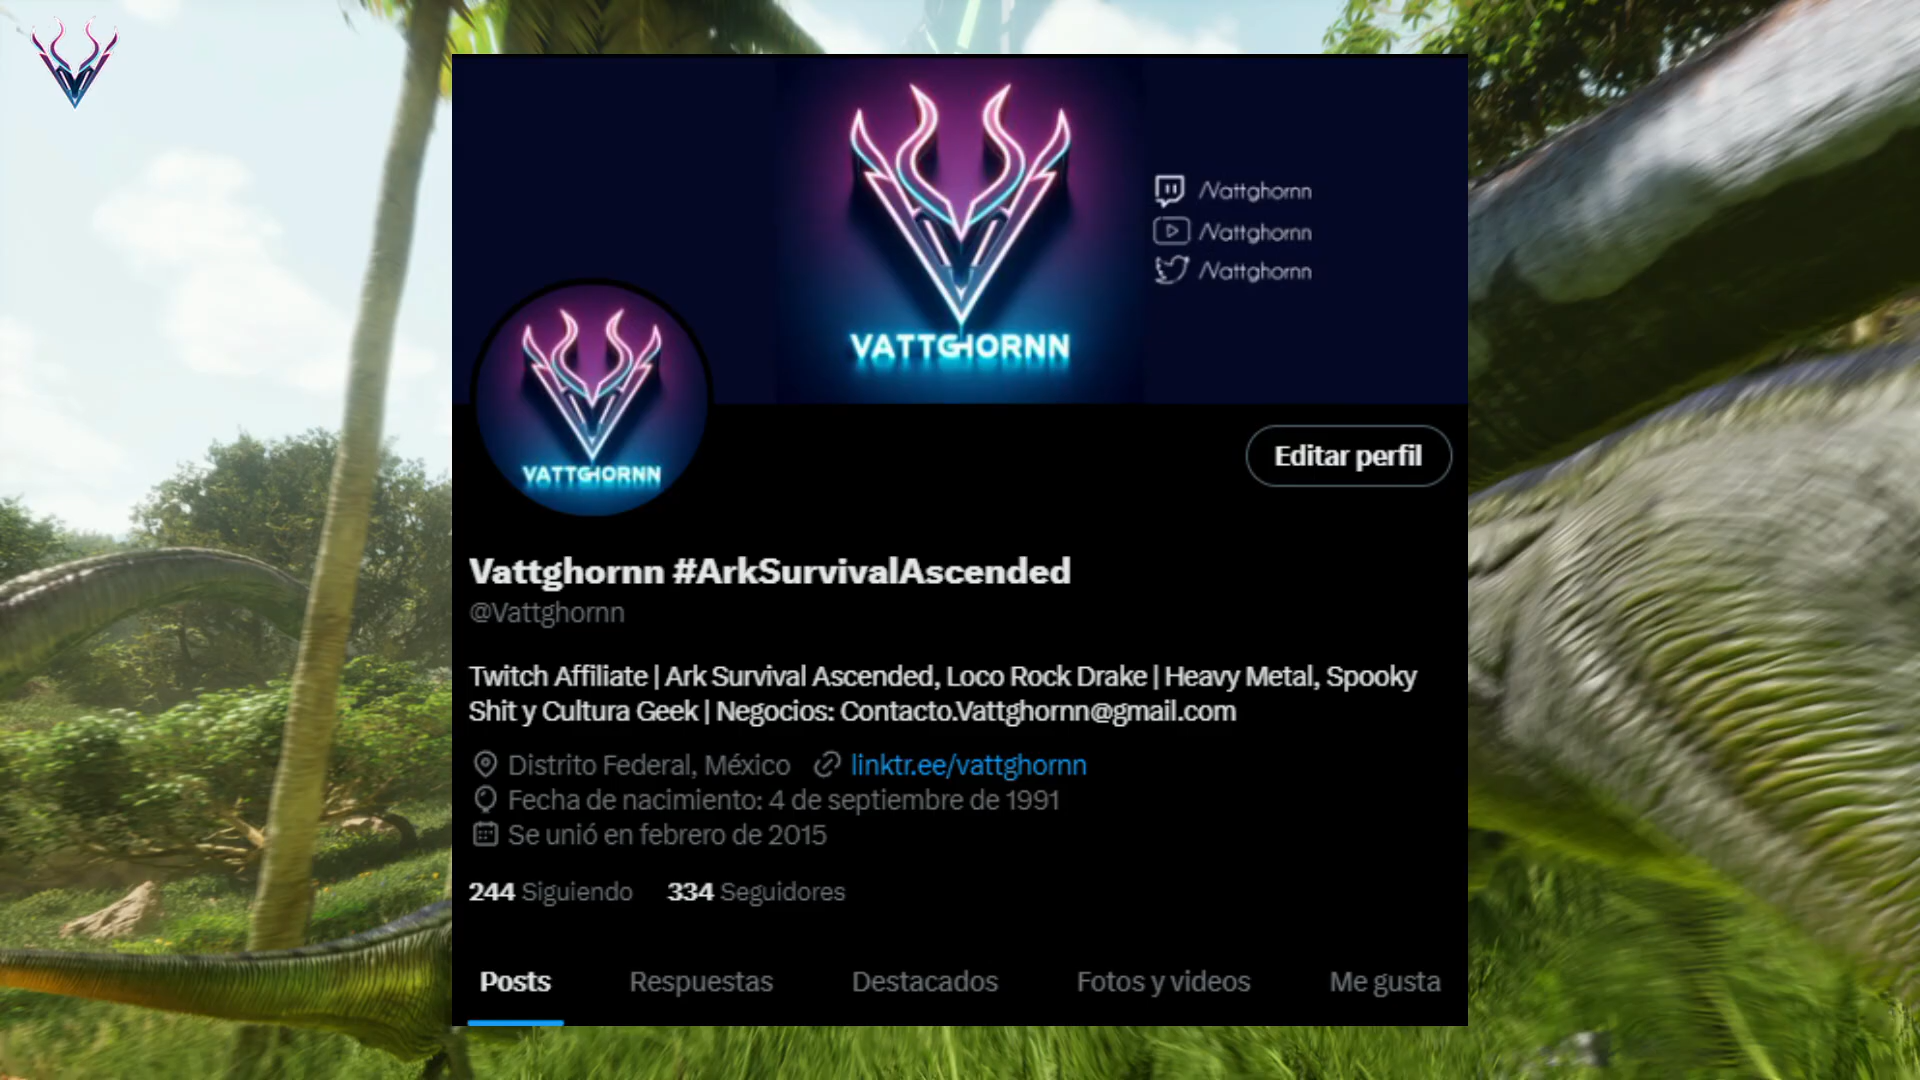 /Vattghornn
/Vattghornn
/Vattghornn
VATTGHORNN
VATTGHORNN
Editar perfil
Vattghornn #ArkSurvivalAscended
@Vattghornn
Twitch Affiliate | Ark Survival Ascended, Loco Rock Drake | Heavy Metal, Spooky
Shit y Cultura Geek | Negocios: Contacto.Vattghornn@gmail.com
Distrito Federal, México linktr.ee/vattghornn
Fecha de nacimiento: 4 de septiembre de 1991
Se unió en febrero de 2015
244 Siguiendo 334 Seguidores
Posts Respuestas Destacados Fotos y videos Me gusta